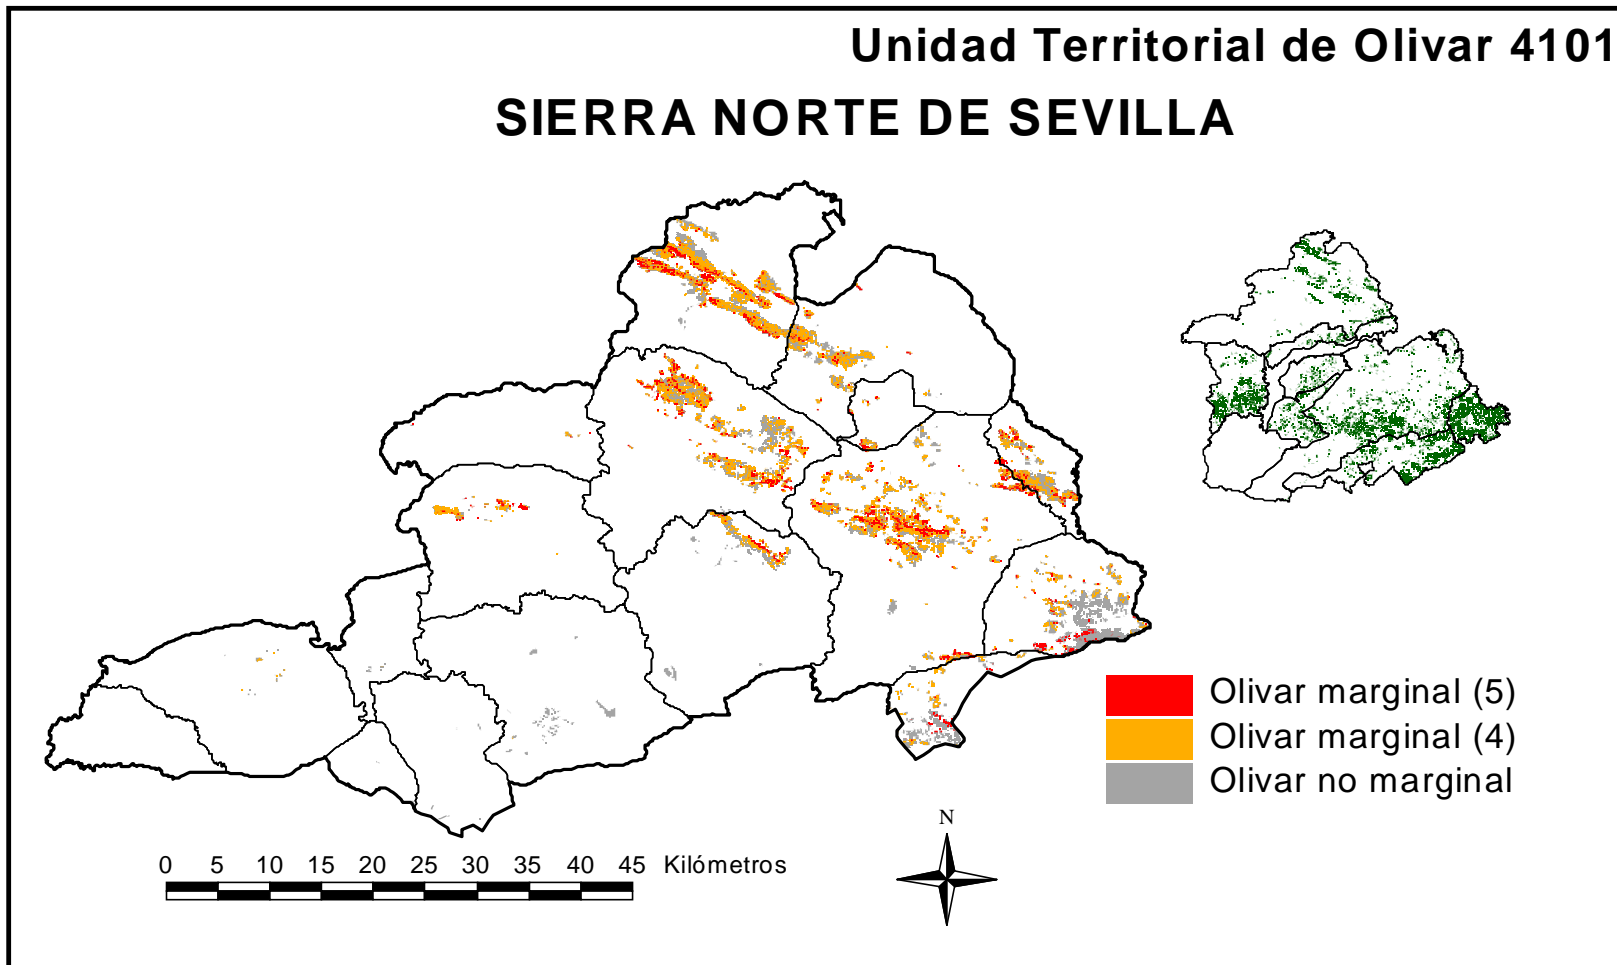 Unidad Territorial de Olivar 4101
SIERRA NORTE DE SEVILLA
Olivar marginal (5)
Olivar marginal (4)
Olivar no marginal
N
0 5 10 15 20 25 30 35 40 45 Kilómetros